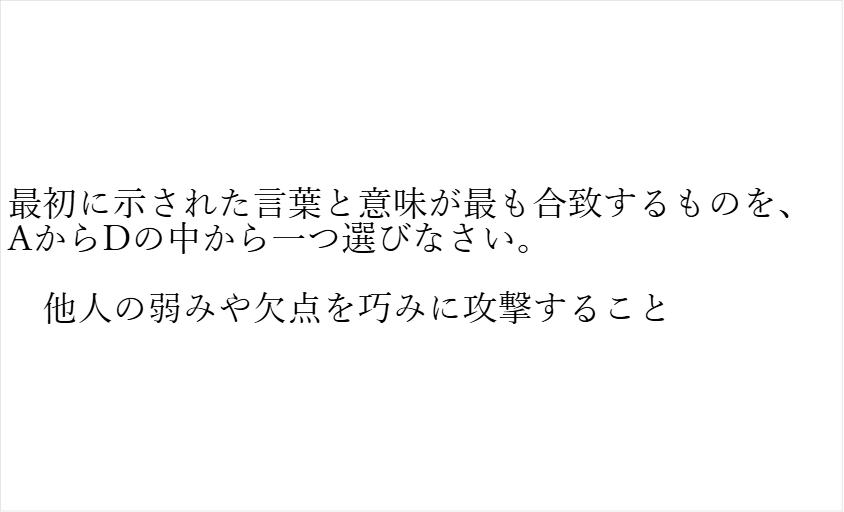 最初に示された言葉と意味が最も合致するものを、
AからDの中から一つ選びなさい。
　他人の弱みや欠点を巧みに攻撃すること